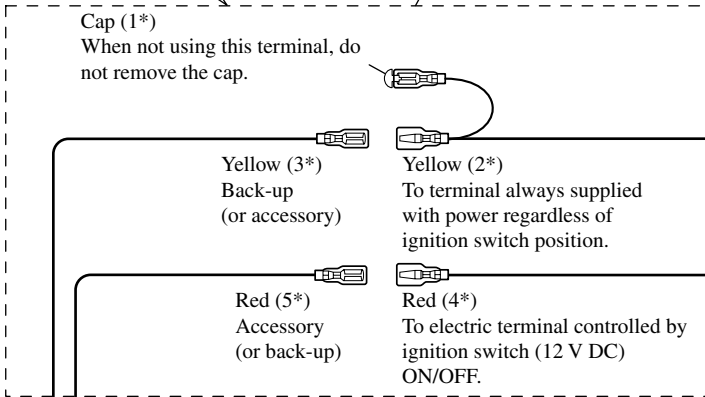 Cap (1*)
When not using this terminal, do
not remove the cap.
Yellow (3*)
Back-up
(or accessory)
Yellow (2*)
To terminal always supplied
with power regardless of
ignition switch position.
Red (5*)
Accessory
(or back-up)
Red (4*)
To electric terminal controlled by
ignition switch (12 V DC)
ON/OFF.